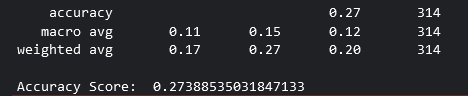 accuracy 0.27 314
macro avg 0.11 0.15 0.12 314
weighted avg 0.17 0.27 0.20 314
Accuracy Score: 0.27388535031847133